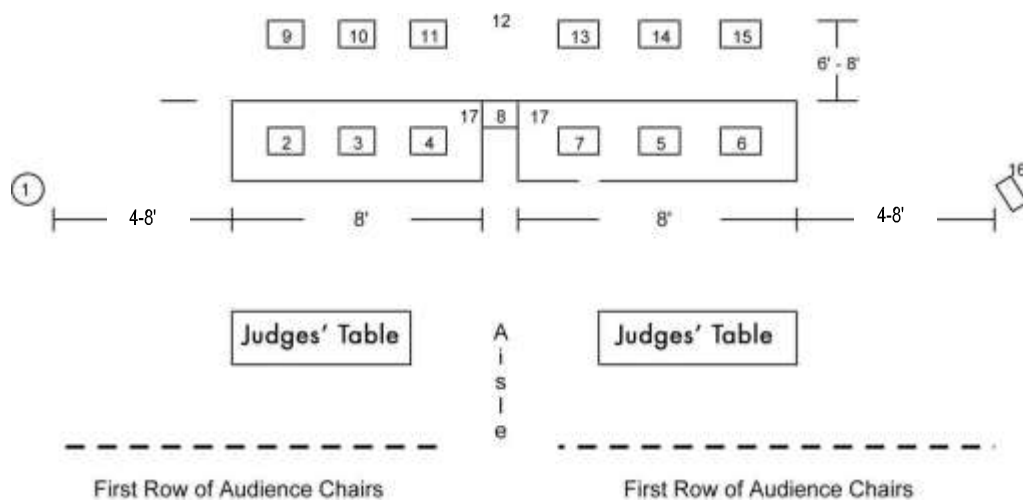 9 10 11 12 13 14 15
6' - 8'
17 8 17
2 3 4 7 5 6
1
16
4-8' 8' 8' 4-8'
Judges' Table Judges' Table
Aisle
First Row of Audience Chairs First Row of Audience Chairs